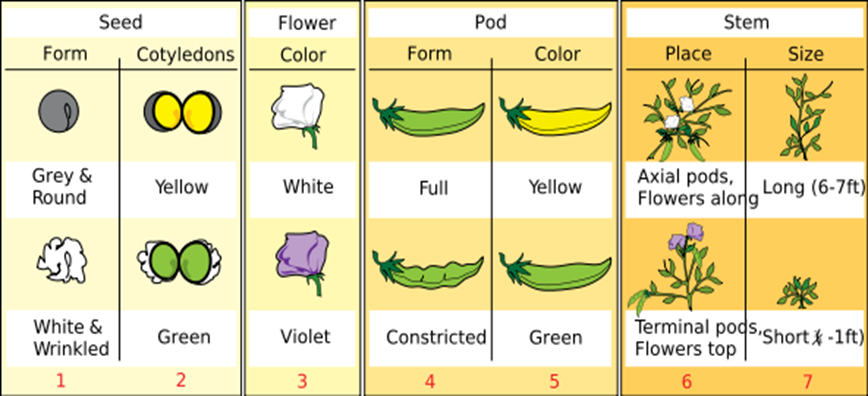 Seed
Flower
Pod
Stem
Form
Cotyledons
Color
Form
Color
Place
Size
Grey &
Round
Yellow
White
Full
Yellow
Axial pods,
Flowers along
Long (6-7ft)
White &
Wrinkled
Green
Violet
Constricted
Green
Terminal pods,
Flowers top
Short -1ft)
1
2
3
4
5
6
7